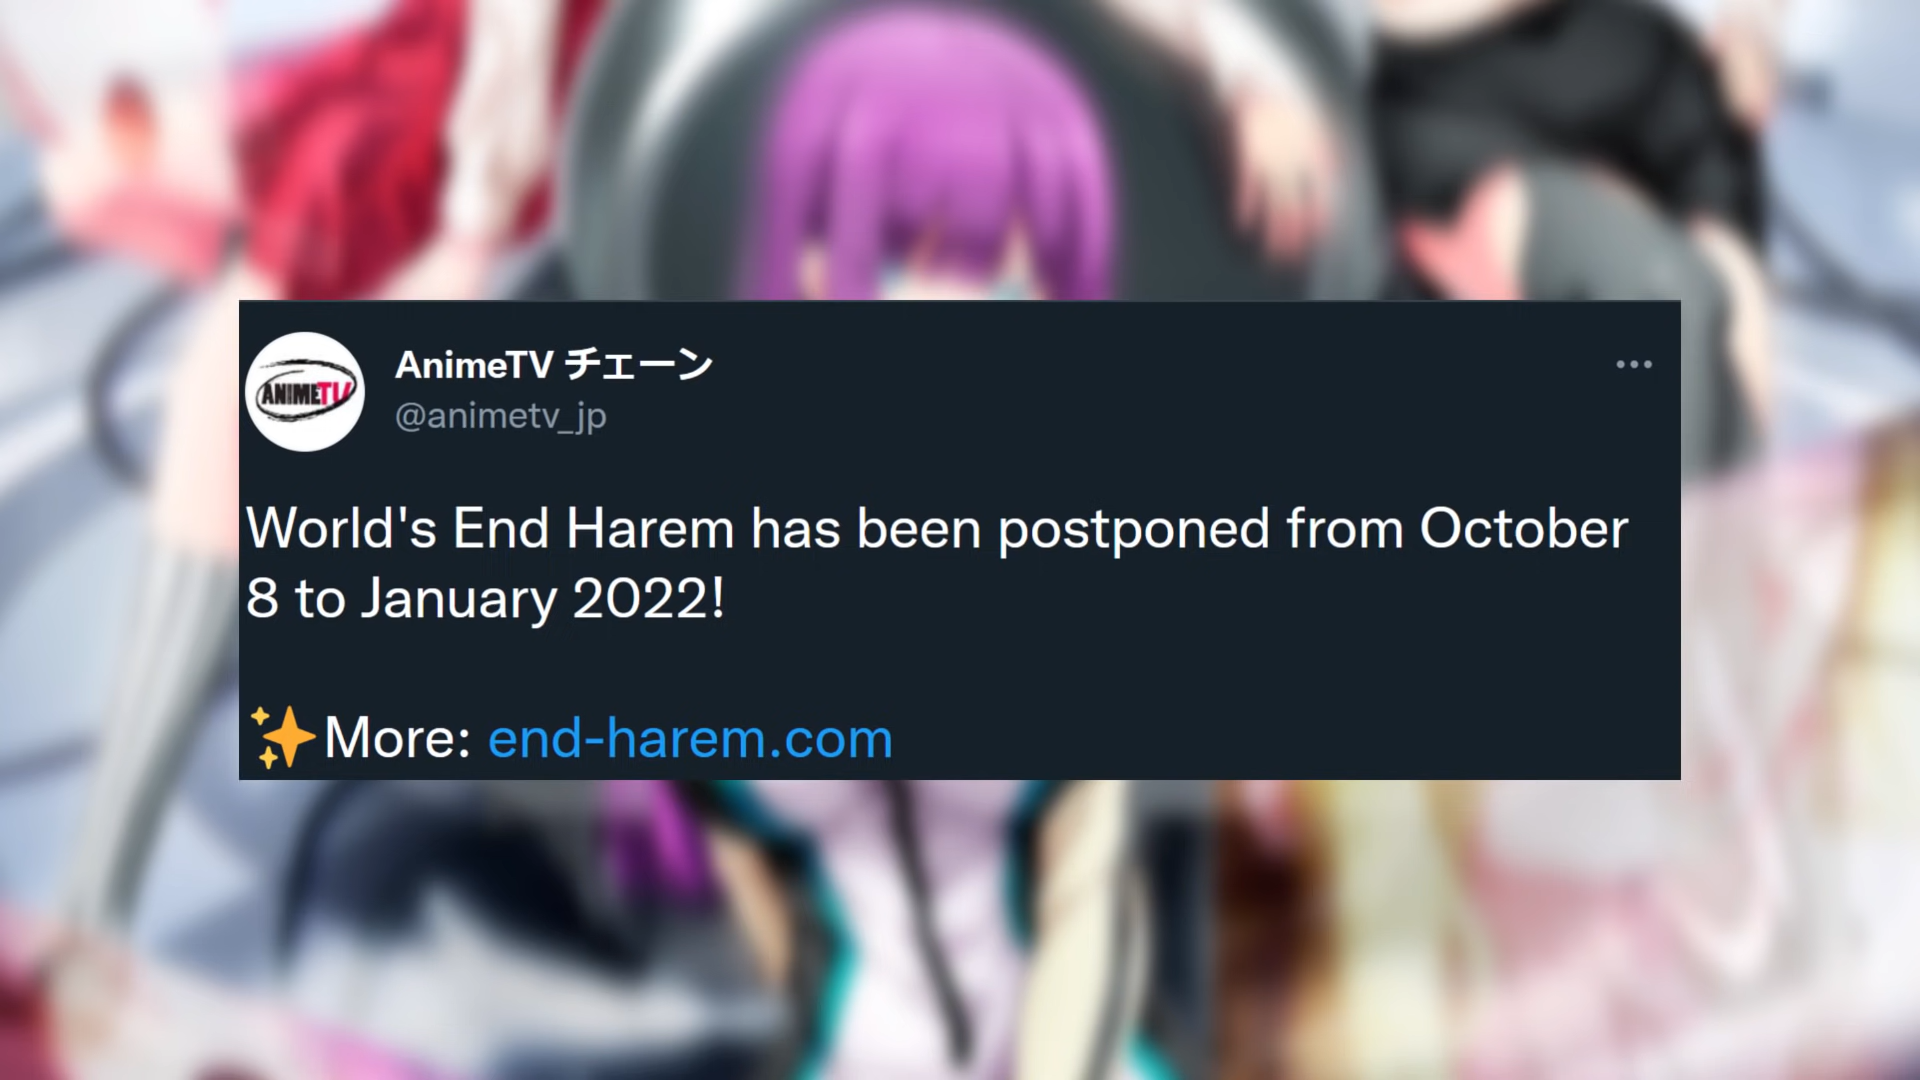 ANIMETV
AnimeTV チェーン
@animetv_jp
World's End Harem has been postponed from October
8 to January 2022!
✨More: end-harem.com